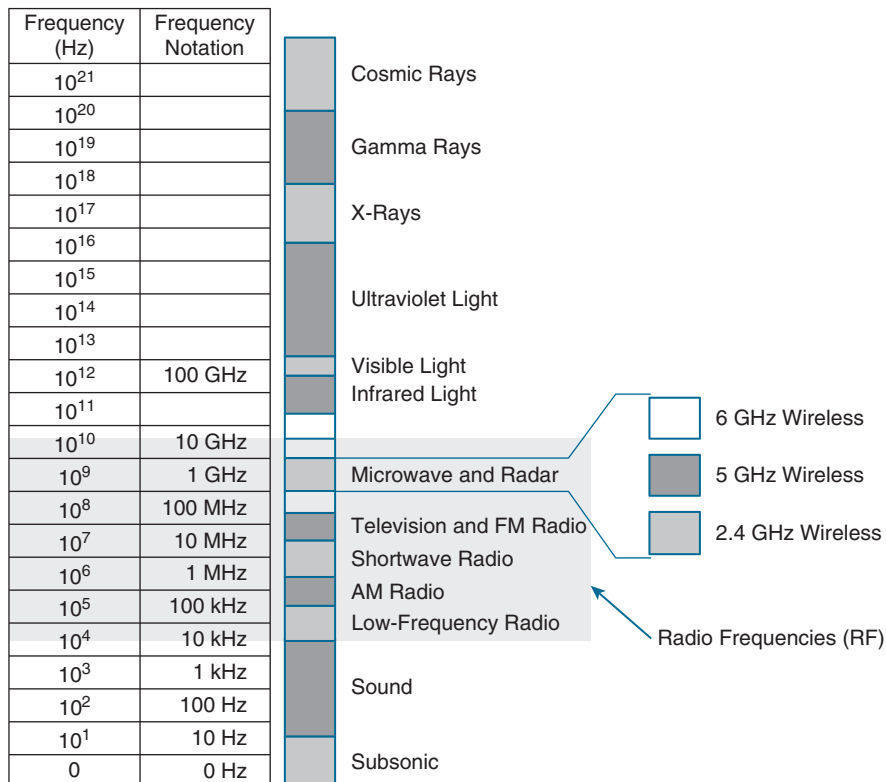 Frequency (Hz) Frequency Notation
10²¹
10²⁰
10¹⁹
10¹⁸
10¹⁷
10¹⁶
10¹⁵
10¹⁴
10¹³
10¹² 100 GHz
10¹¹
10¹⁰ 10 GHz
10⁹ 1 GHz
10⁸ 100 MHz
10⁷ 10 MHz
10⁶ 1 MHz
10⁵ 100 kHz
10⁴ 10 kHz
10³ 1 kHz
10² 100 Hz
10¹ 10 Hz
0 0 Hz
Cosmic Rays
Gamma Rays
X-Rays
Ultraviolet Light
Visible Light
Infrared Light
Microwave and Radar
Television and FM Radio
Shortwave Radio
AM Radio
Low-Frequency Radio
Sound
Subsonic
6 GHz Wireless
5 GHz Wireless
2.4 GHz Wireless
Radio Frequencies (RF)